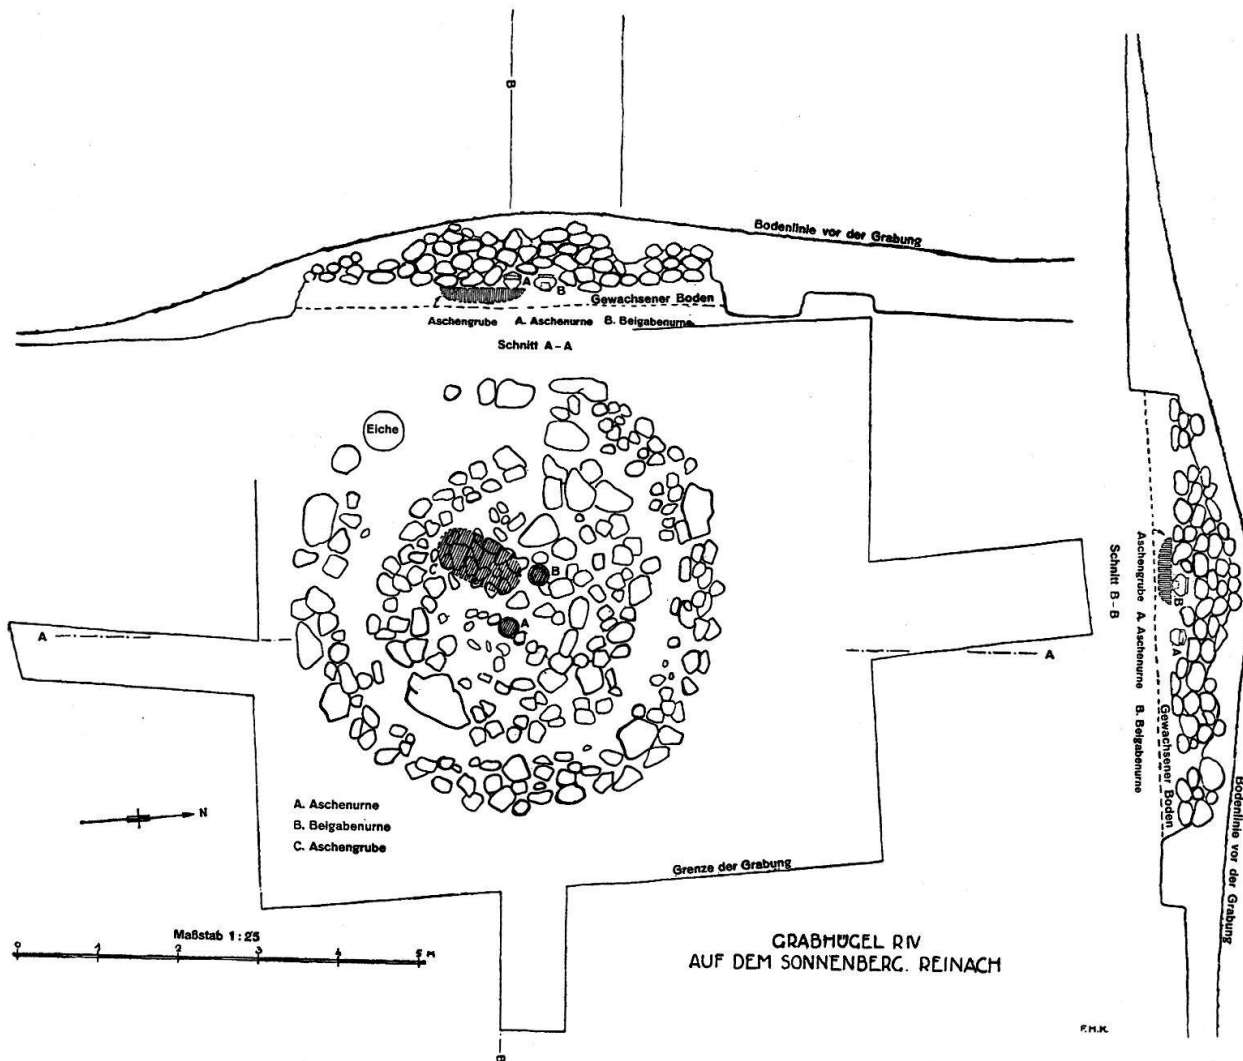 B
Bodenlinie vor der Grabung
A
B
Gewachsener Boden
Aschengrube A. Aschenurne B. Beigabenurne
Schnitt A-A
Eiche
C
B
A
A
A
Schnitt B-B
Aschengrube A. Aschenurne B. Beigabenurne
B
A
Gewachsener Boden
Bodenlinie vor der Grabung
N
A. Aschenurne
B. Beigabenurne
C. Aschengrube
Grenze der Grabung
Maßstab 1:25
0 1 2 3 4 5 M
B
GRABHÜGEL RIV
AUF DEM SONNENBERG. REINACH
F.M.K.